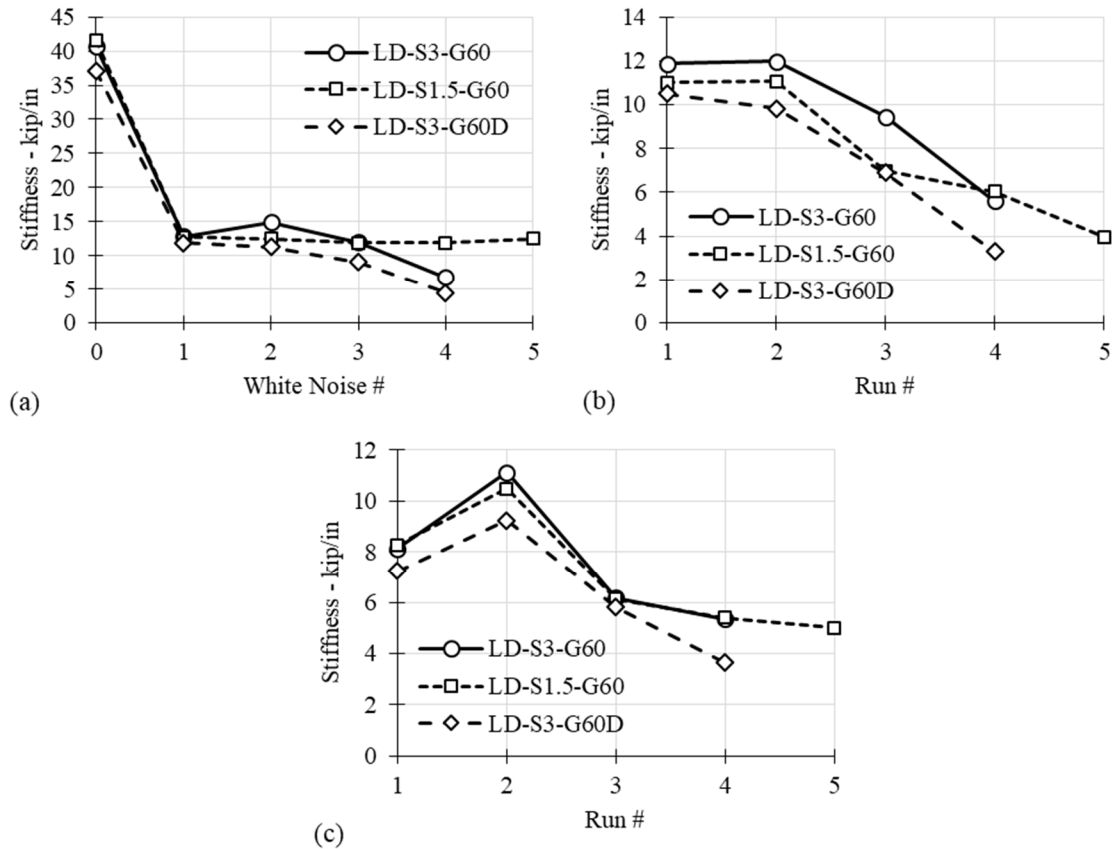 45
40
35
30
25
20
15
10
5
0
Stiffness - kip/in
LD-S3-G60
LD-S1.5-G60
LD-S3-G60D
0 1 2 3 4 5
White Noise #
(a)
14
12
10
8
6
4
2
0
Stiffness - kip/in
LD-S3-G60
LD-S1.5-G60
LD-S3-G60D
1 2 3 4 5
Run #
(b)
12
10
8
6
4
2
0
Stiffness - kip/in
LD-S3-G60
LD-S1.5-G60
LD-S3-G60D
1 2 3 4 5
Run #
(c)